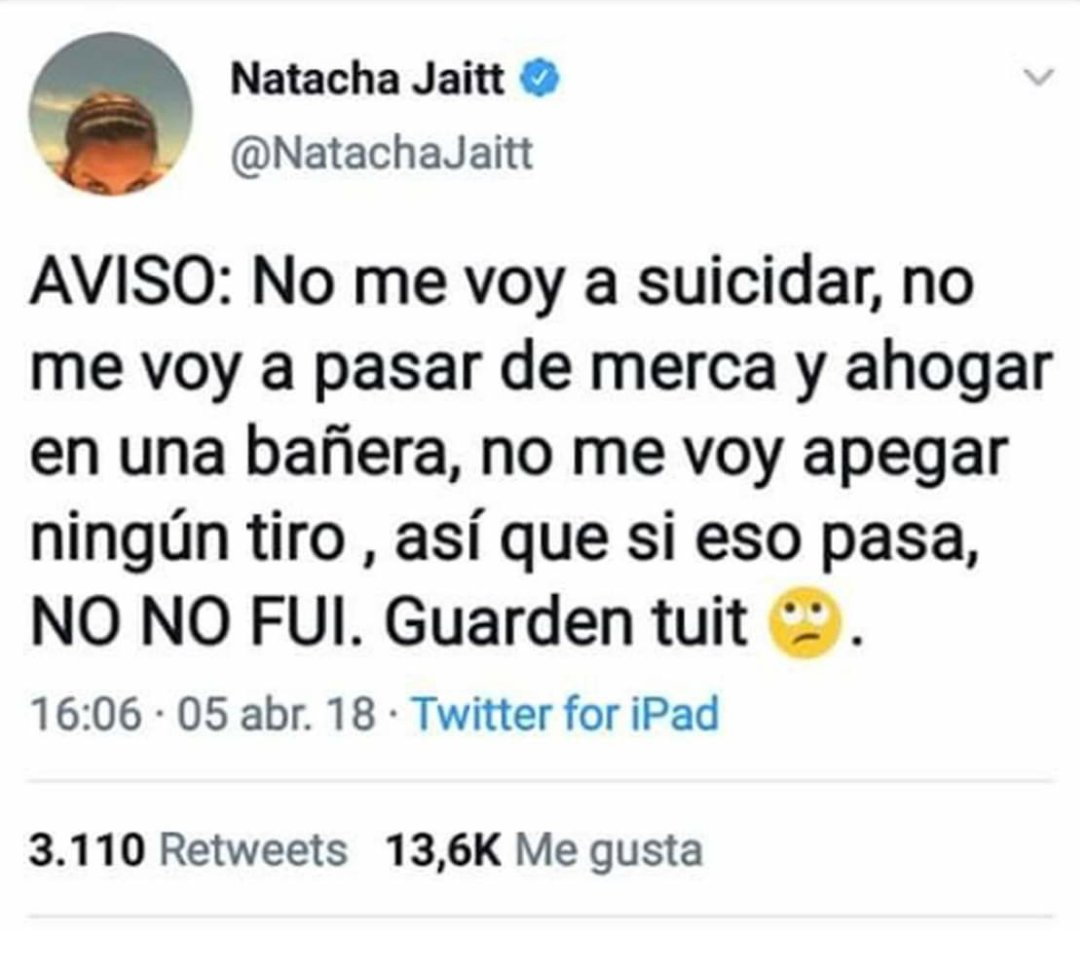 Natacha Jaitt
@NatachaJaitt
AVISO: No me voy a suicidar, no
me voy a pasar de merca y ahogar
en una bañera, no me voy apegar
ningún tiro , así que si eso pasa,
NO NO FUI. Guarden tuit 🙄.
16:06 · 05 abr. 18 · Twitter for iPad
3.110 Retweets 13,6K Me gusta